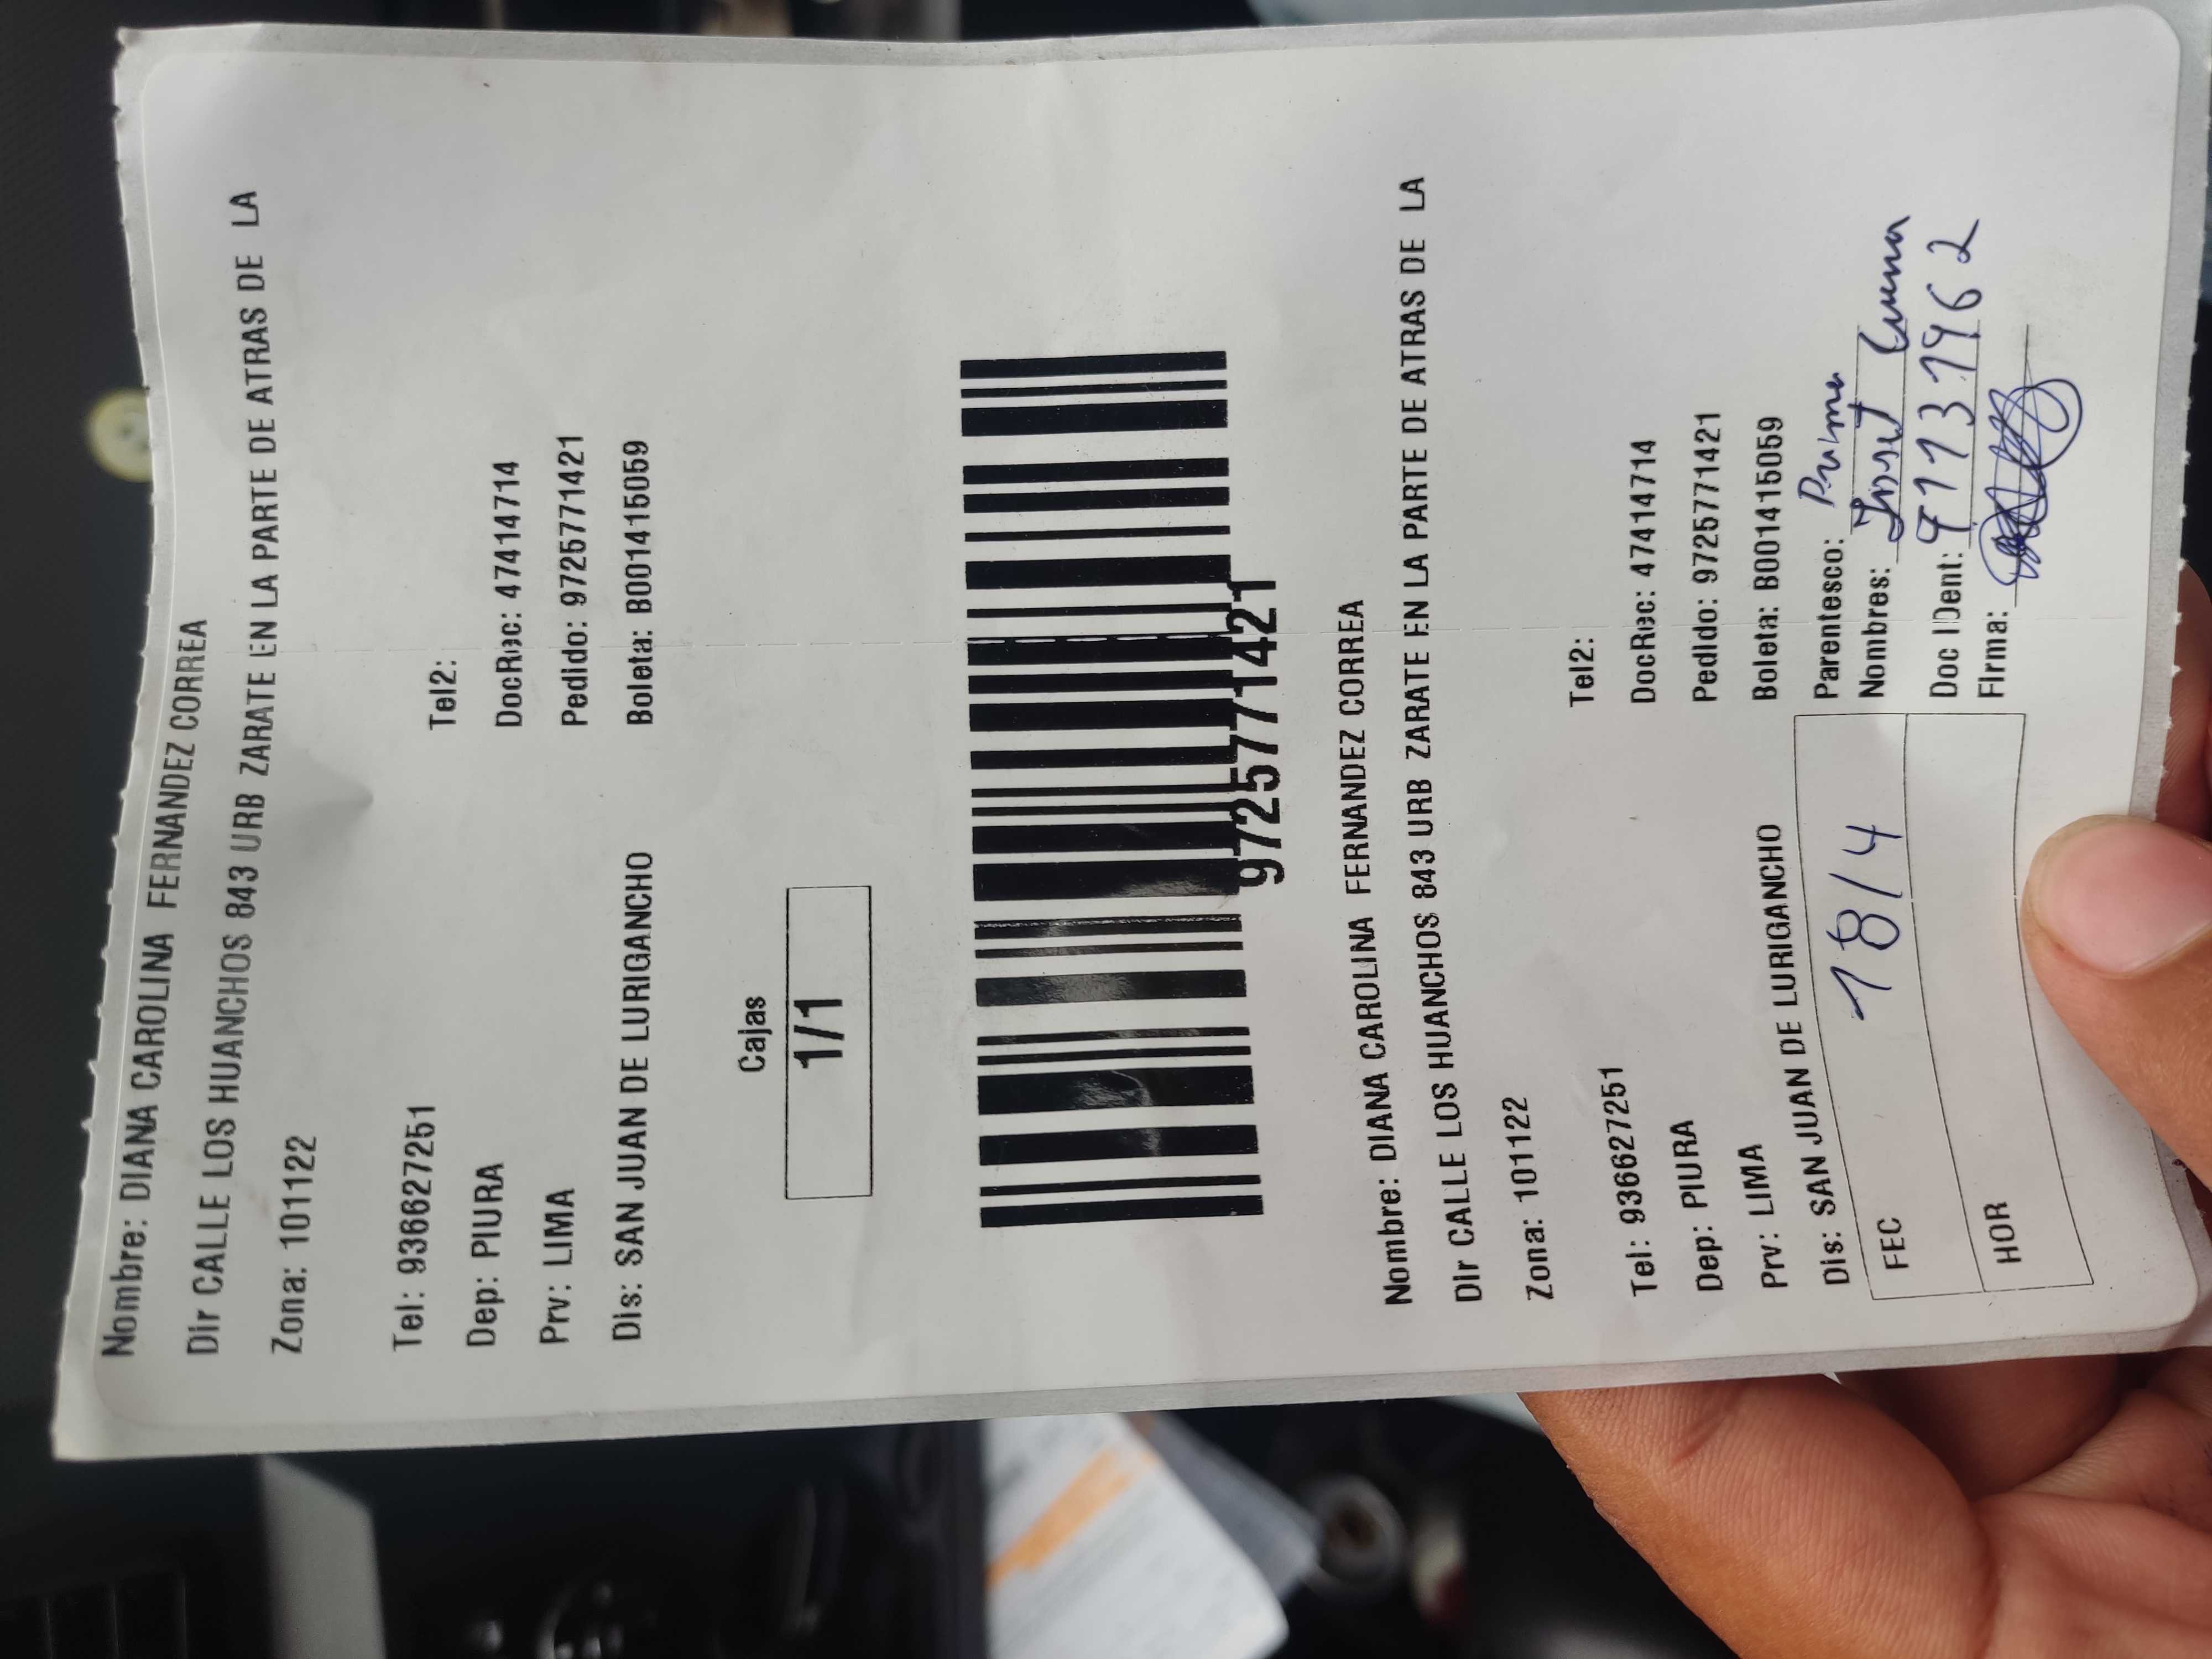 Nombre: DIANA CAROLINA FERNANDEZ CORREA
Dir CALLE LOS HUANCHOS 843 URB ZARATE EN LA PARTE DE ATRAS DE LA
Zona: 101122
Tel: 936627251 Tel2:
Dep: PIURA DocRec: 47414714
Prv: LIMA Pedido: 9725771421
Dis: SAN JUAN DE LURIGANCHO Boleta: B001415059
Cajas
1/1
9725771421
Nombre: DIANA CAROLINA FERNANDEZ CORREA
Dir CALLE LOS HUANCHOS 843 URB ZARATE EN LA PARTE DE ATRAS DE LA
Zona: 101122
Tel: 936627251 Tel2:
Dep: PIURA DocRec: 47414714
Prv: LIMA Pedido: 9725771421
Dis: SAN JUAN DE LURIGANCHO Boleta: B001415059
FEC 18/4 Parentesco:
Nombres:
HOR Doc IDent:
Firma: